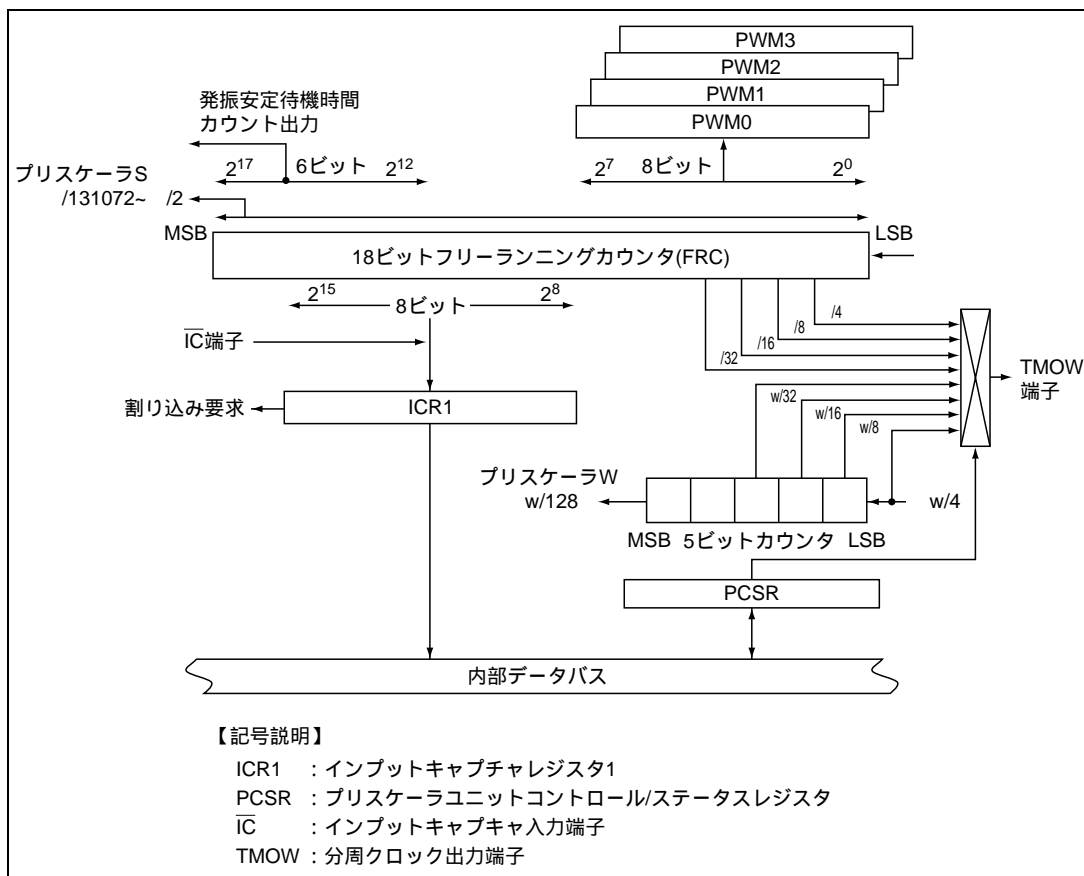 PWM3
PWM2
PWM1
PWM0
発振安定待機時間
カウント出力
2^17 6ビット 2^12
2^7 8ビット 2^0
プリスケーラS
/131072~ /2
MSB
LSB
18ビットフリーランニングカウンタ(FRC)
2^15 8ビット 2^8
/4
/8
/16
/32
IC端子
TMOW
端子
割り込み要求
ICR1
w/32
w/16
w/8
プリスケーラW
w/128
w/4
MSB 5ビットカウンタ LSB
PCSR
内部データバス
【記号説明】
ICR1 : インプットキャプチャレジスタ1
PCSR : プリスケーラユニットコントロール/ステータスレジスタ
IC : インプットキャプキャ入力端子
TMOW : 分周クロック出力端子